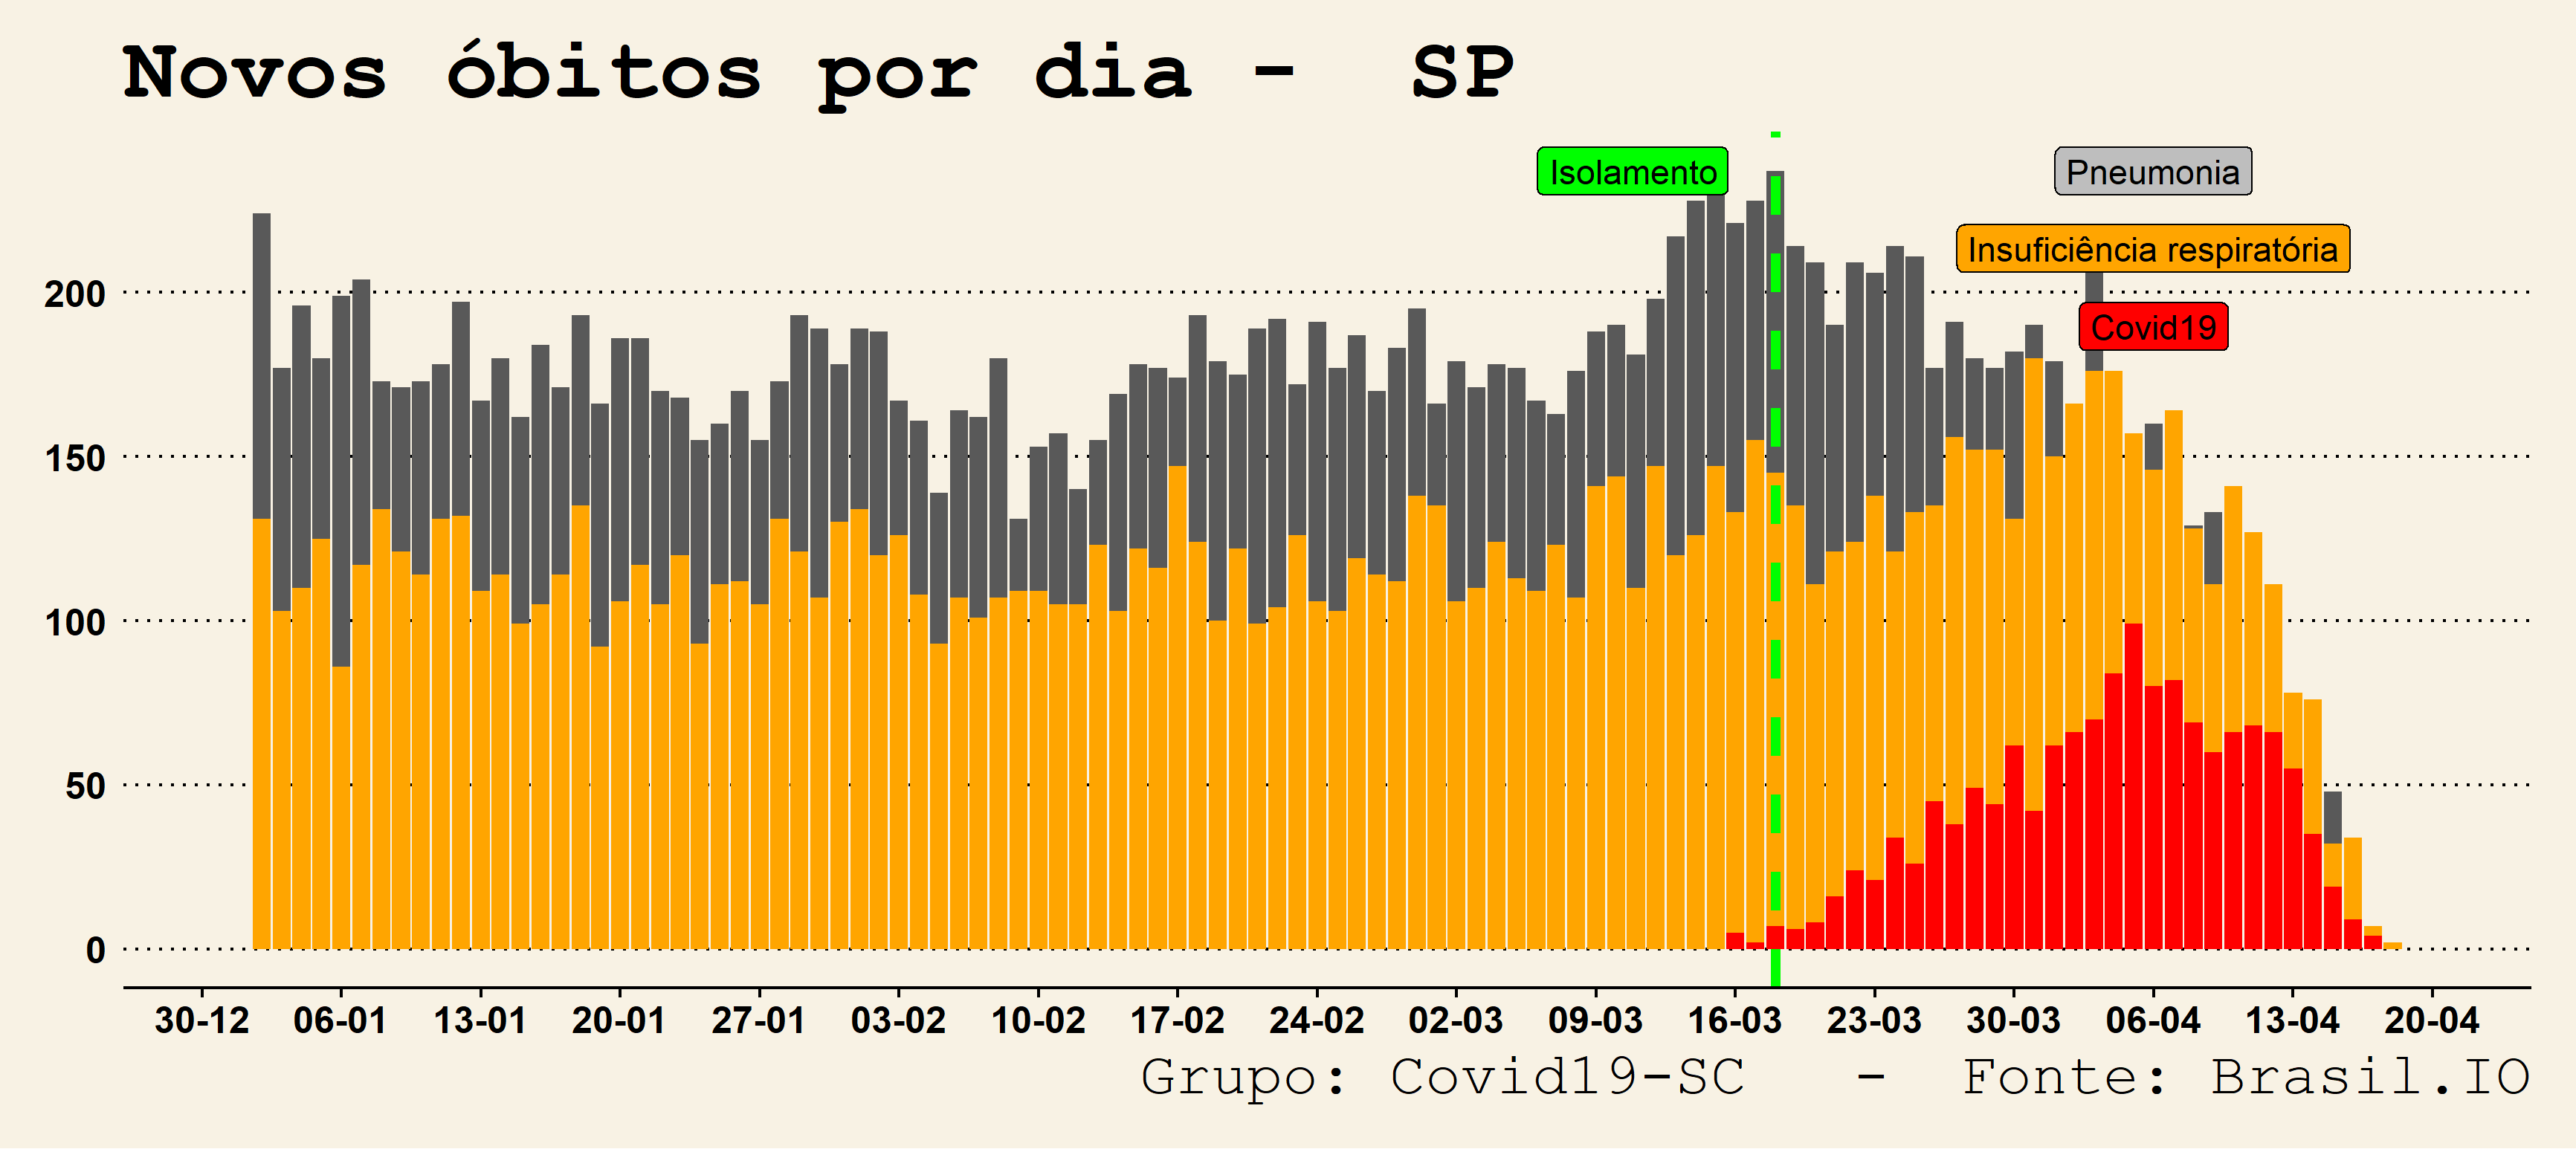 Novos óbitos por dia - SP
Isolamento
Pneumonia
Insuficiência respiratória
Covid19
200
150
100
50
0
30-12 06-01 13-01 20-01 27-01 03-02 10-02 17-02 24-02 02-03 09-03 16-03 23-03 30-03 06-04 13-04 20-04
Grupo: Covid19-SC - Fonte: Brasil.IO